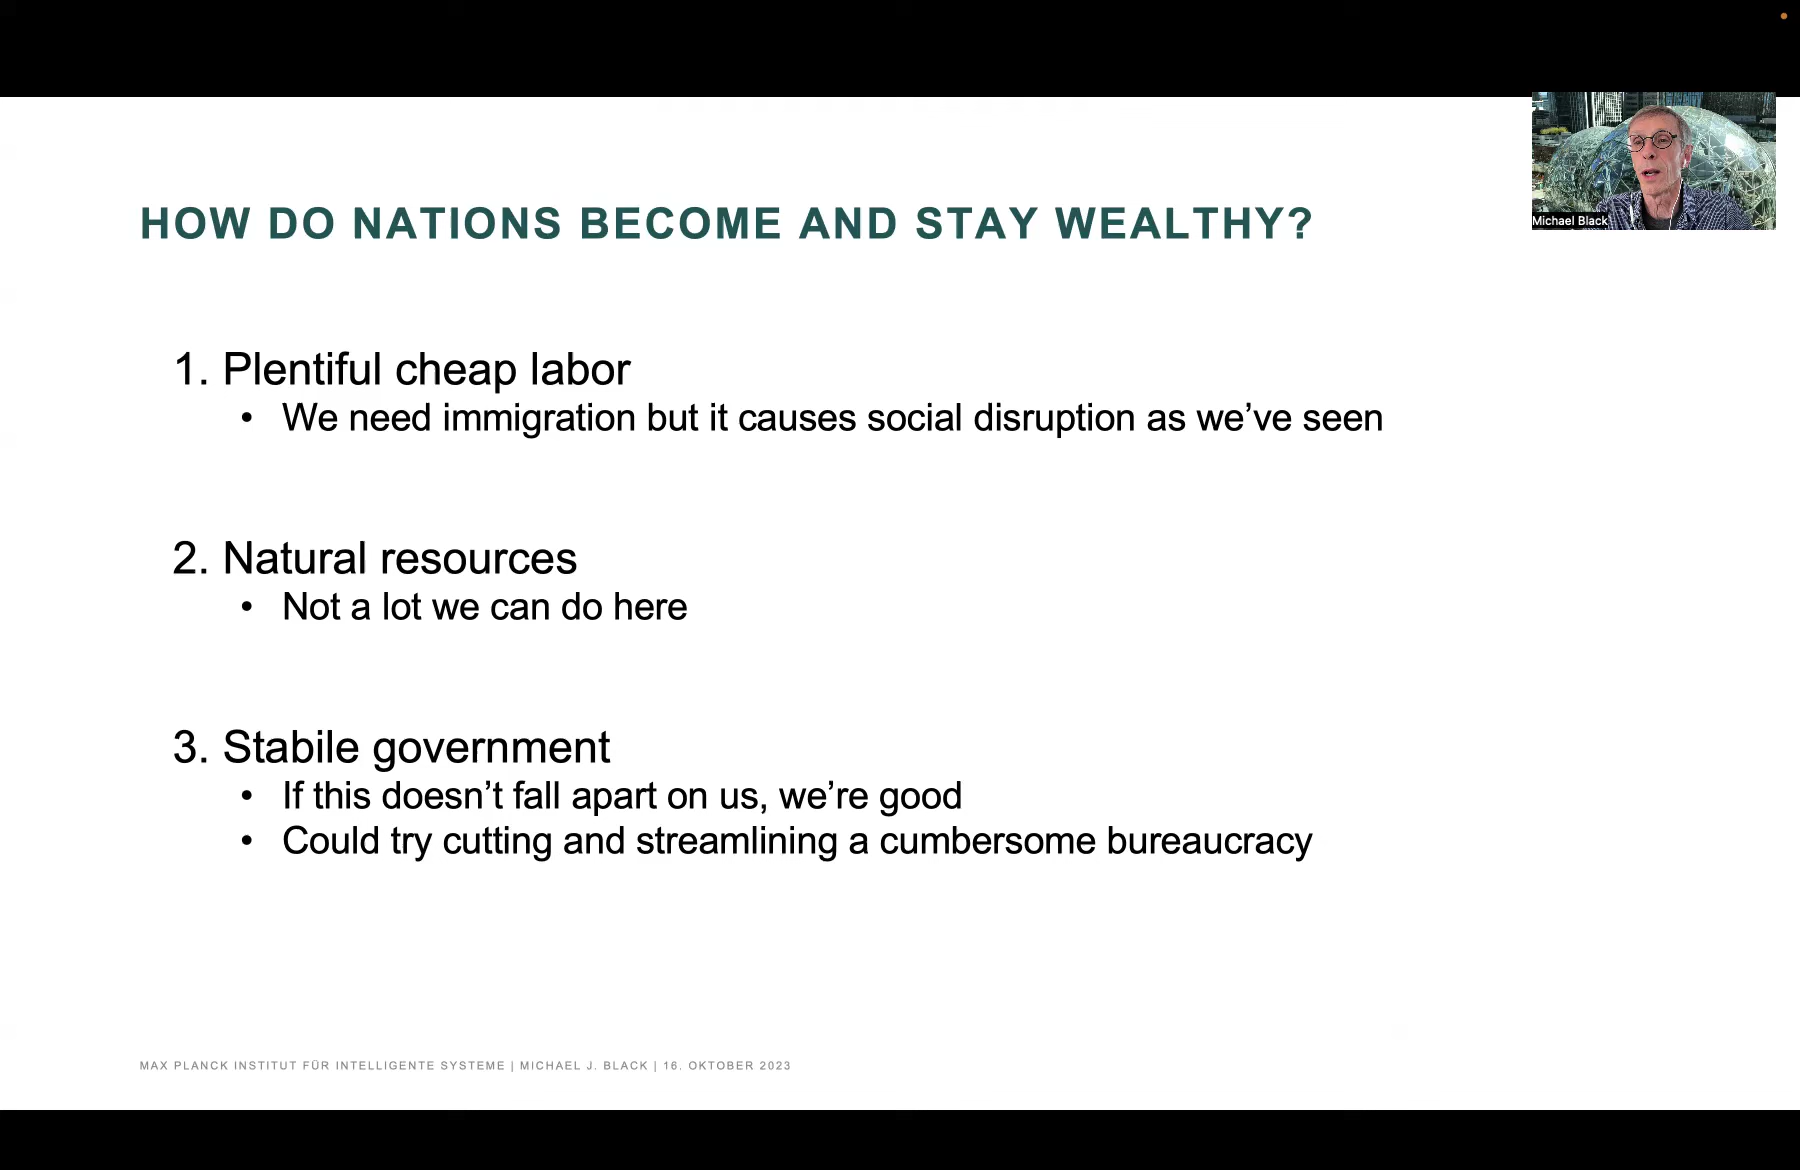 Michael Black
HOW DO NATIONS BECOME AND STAY WEALTHY?
1. Plentiful cheap labor
• We need immigration but it causes social disruption as we’ve seen
2. Natural resources
• Not a lot we can do here
3. Stabile government
• If this doesn’t fall apart on us, we’re good
• Could try cutting and streamlining a cumbersome bureaucracy
MAX PLANCK INSTITUT FÜR INTELLIGENTE SYSTEME | MICHAEL J. BLACK | 16. OKTOBER 2023